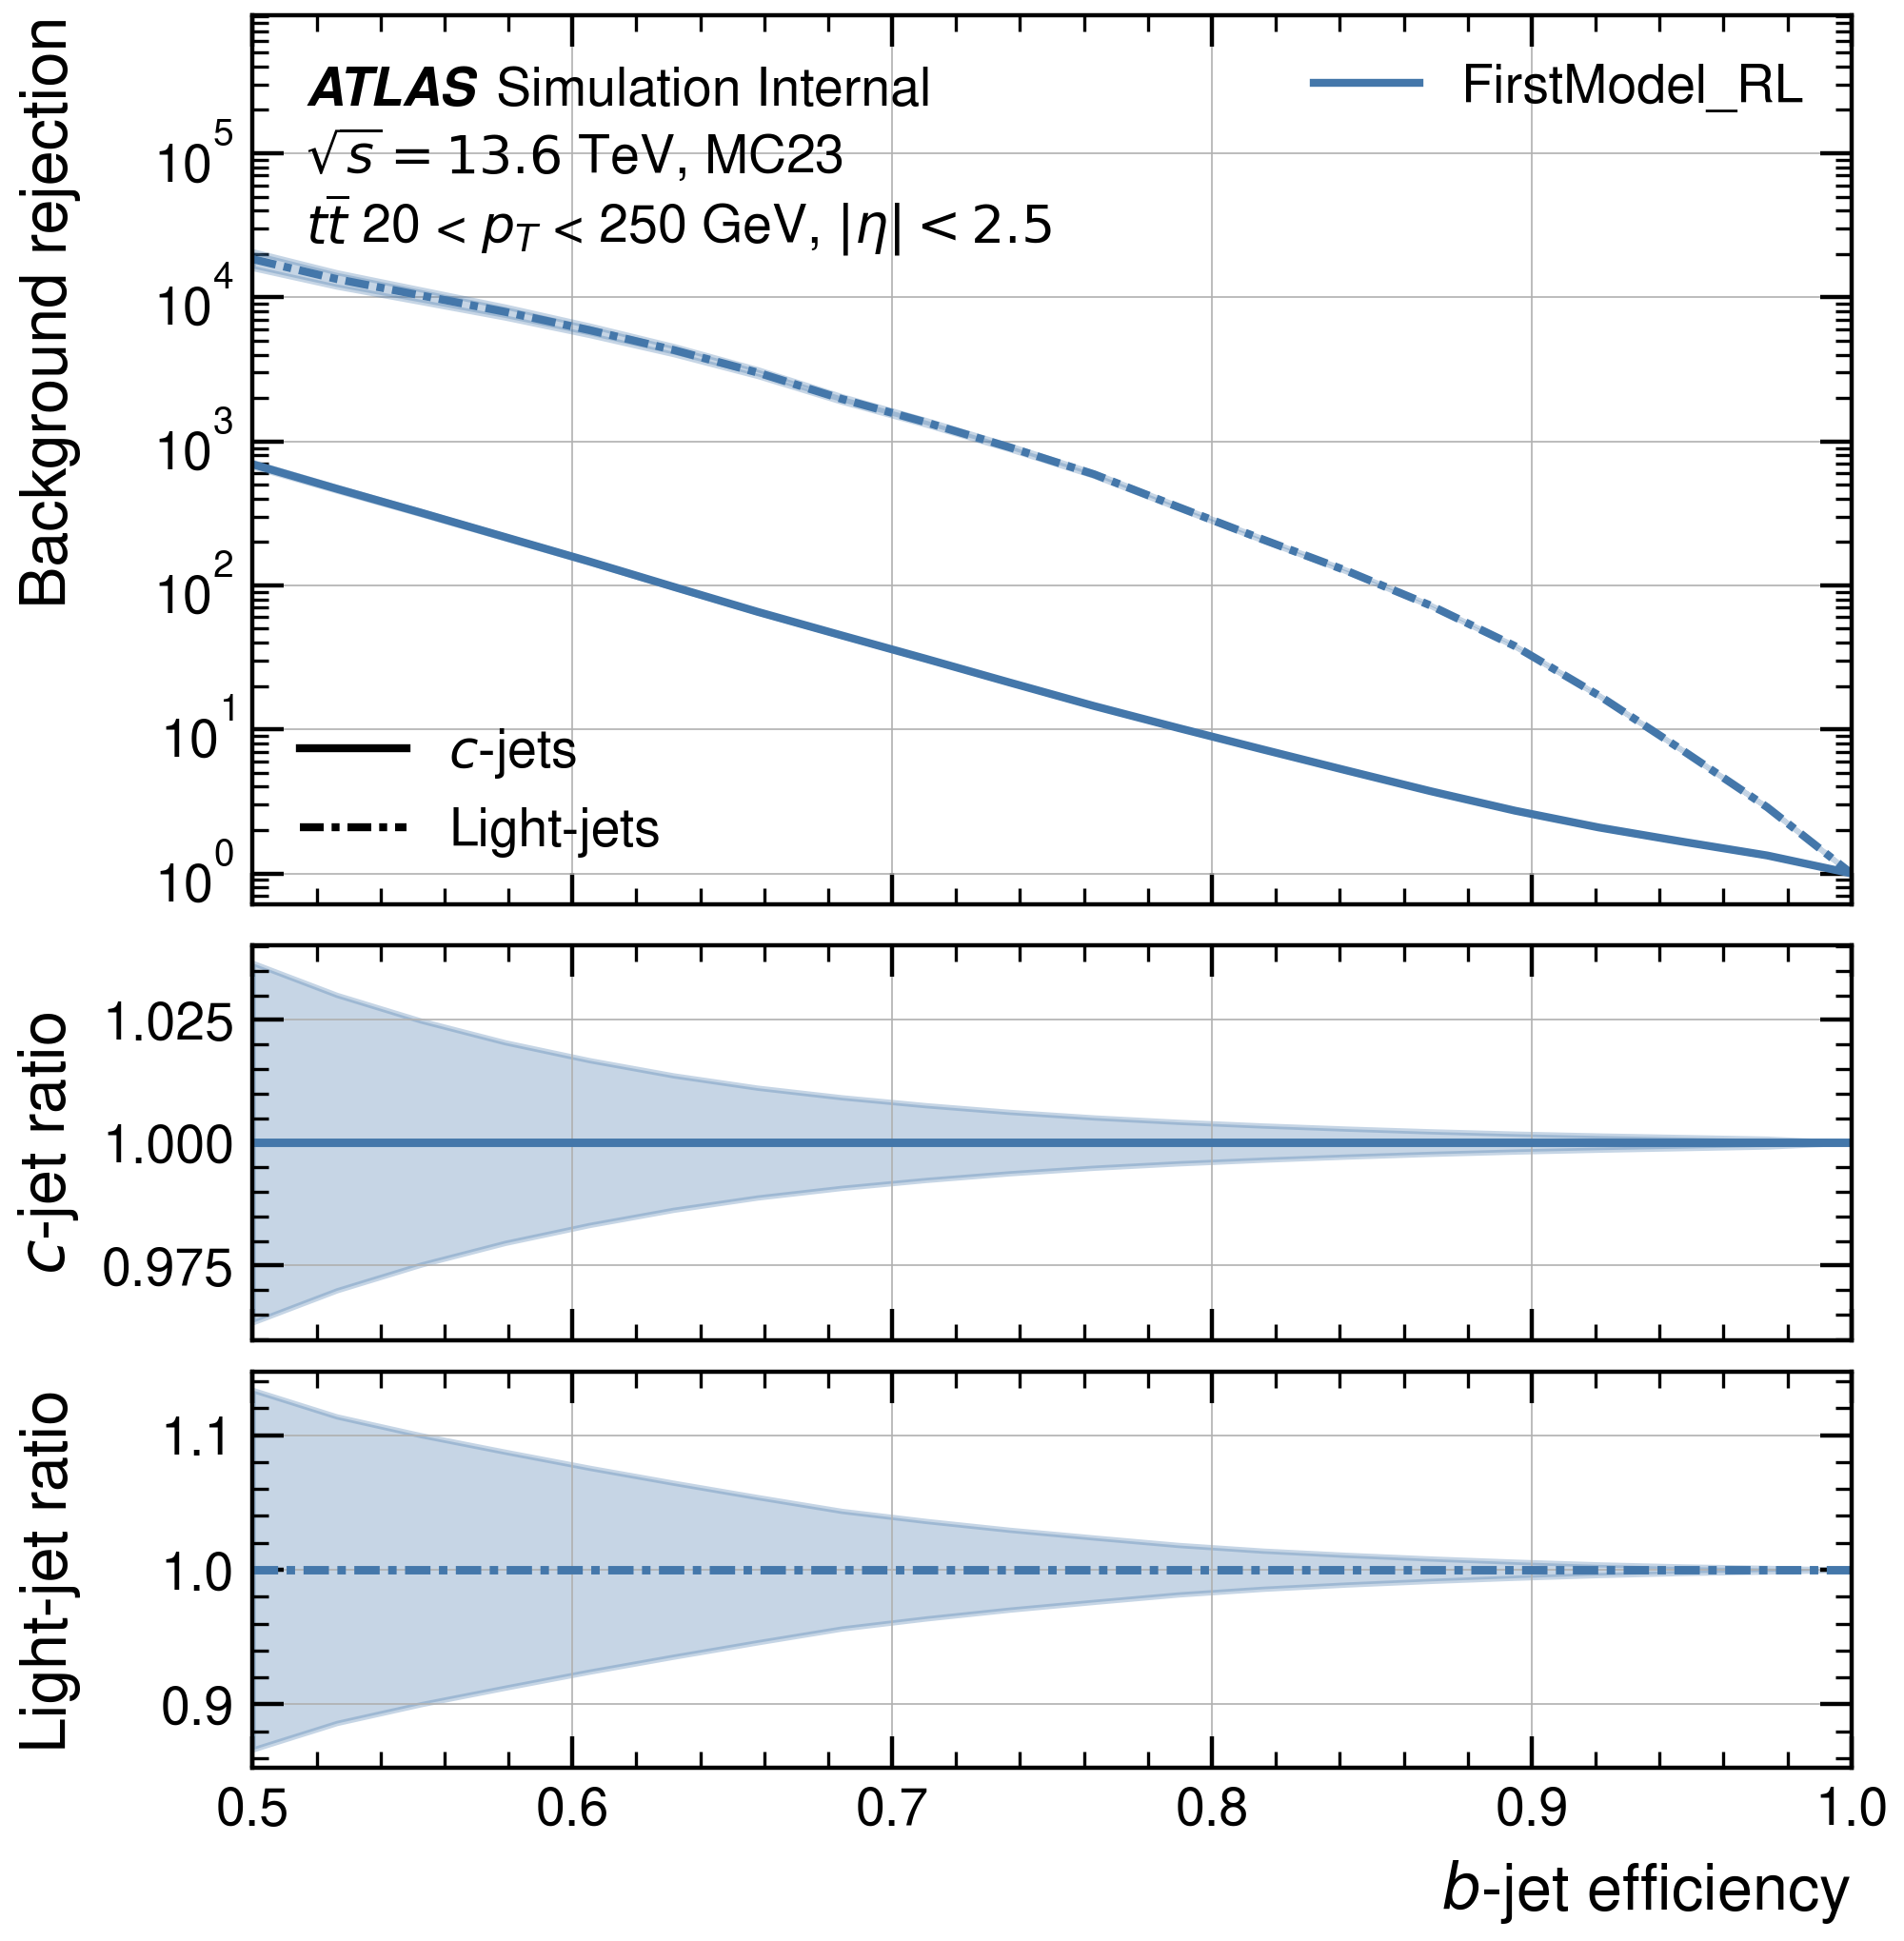 Background rejection
ATLAS Simulation Internal
√s = 13.6 TeV, MC23
tt̄ 20 < p_T < 250 GeV, |η| < 2.5
FirstModel_RL
10^5
10^4
10^3
10^2
10^1
10^0
c-jets
Light-jets
c-jet ratio
1.025
1.000
0.975
Light-jet ratio
1.1
1.0
0.9
0.5 0.6 0.7 0.8 0.9 1.0
b-jet efficiency